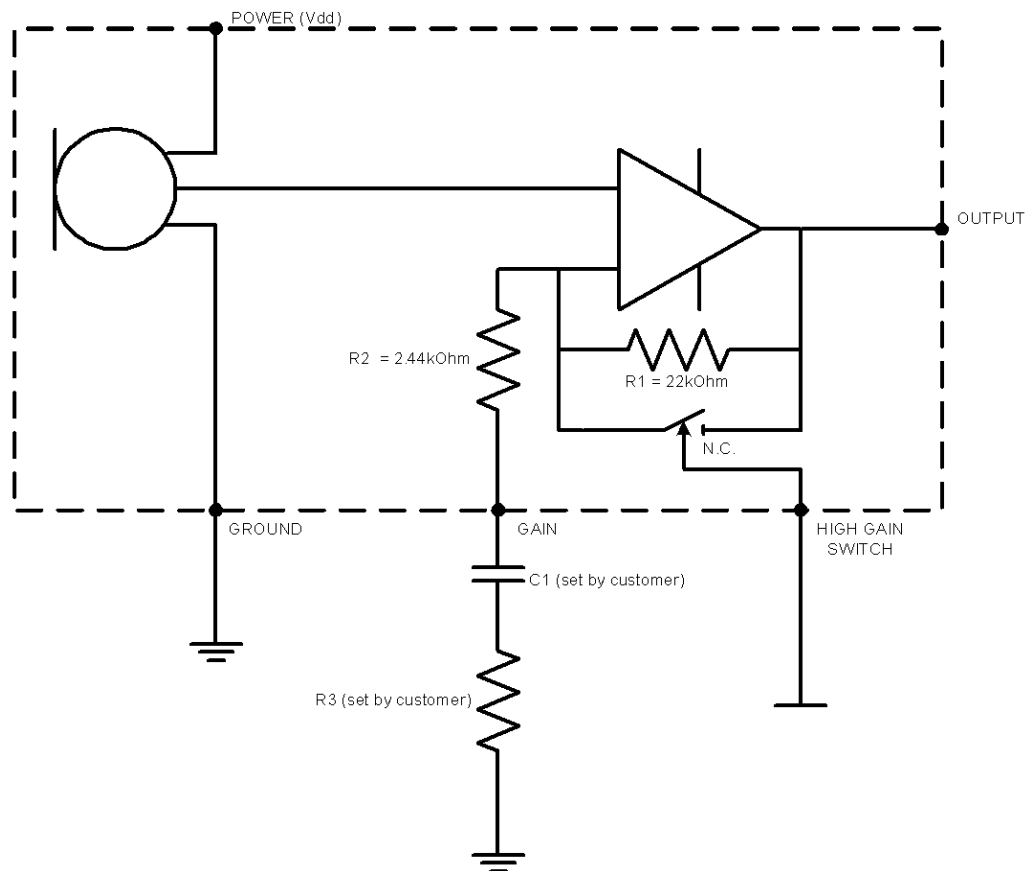 POWER (Vdd)
OUTPUT
R2 = 2.44kOhm
R1 = 22kOhm
N.C.
GROUND
GAIN
HIGH GAIN
SWITCH
C1 (set by customer)
R3 (set by customer)